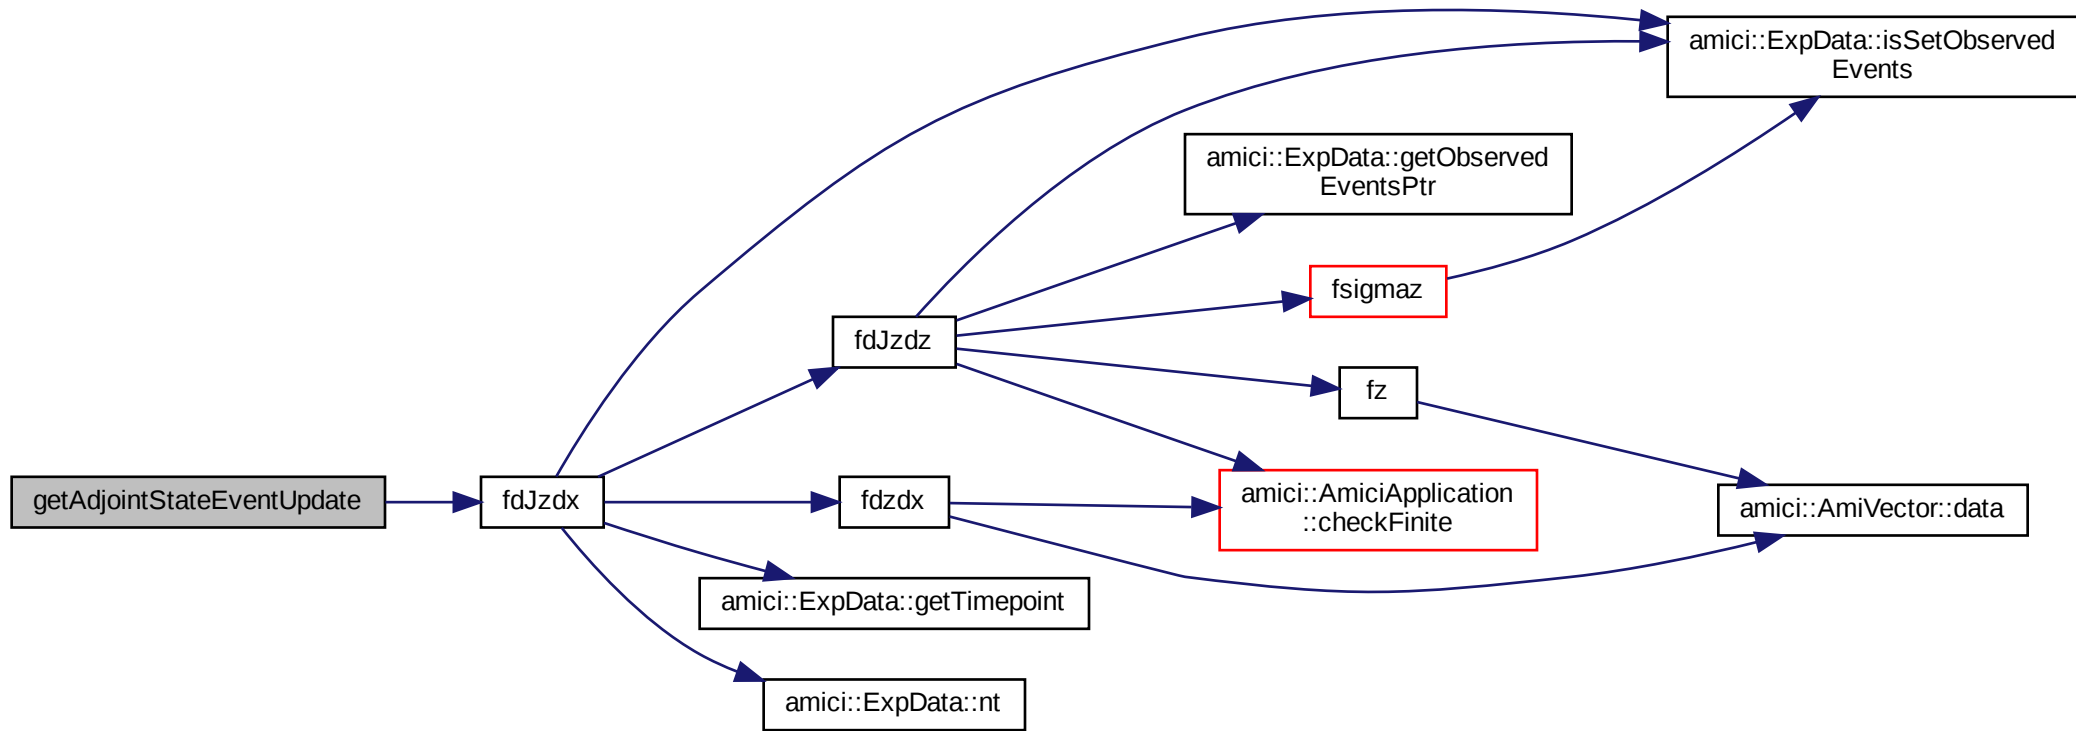 amici::ExpData::isSetObserved
Events
amici::ExpData::getObserved
EventsPtr
fsigmaz
fdJzdz
fz
getAdjointStateEventUpdate
fdJzdx
fdzdx
amici::AmiciApplication
::checkFinite
amici::AmiVector::data
amici::ExpData::getTimepoint
amici::ExpData::nt